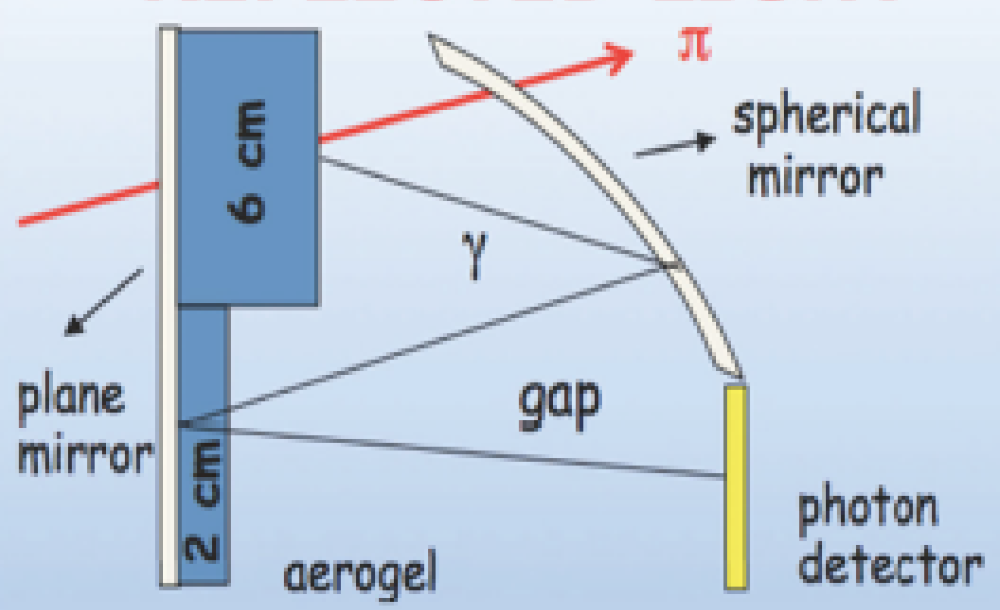 π
6 cm
spherical
mirror
γ
plane
mirror
gap
2 cm
photon
detector
aerogel